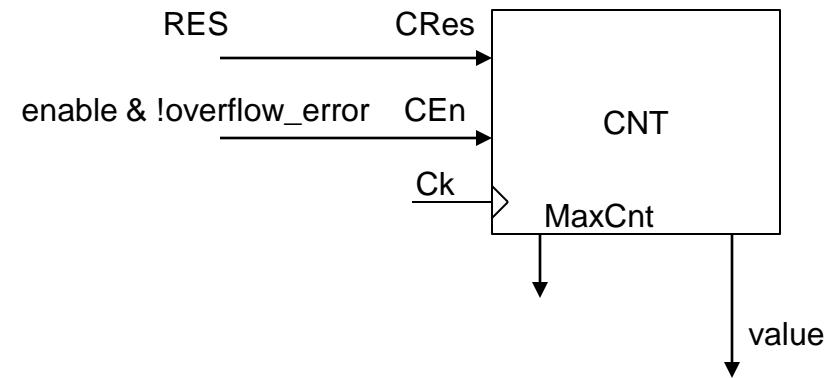 RES CRes
enable & !overflow_error CEn
CNT
Ck
MaxCnt
value